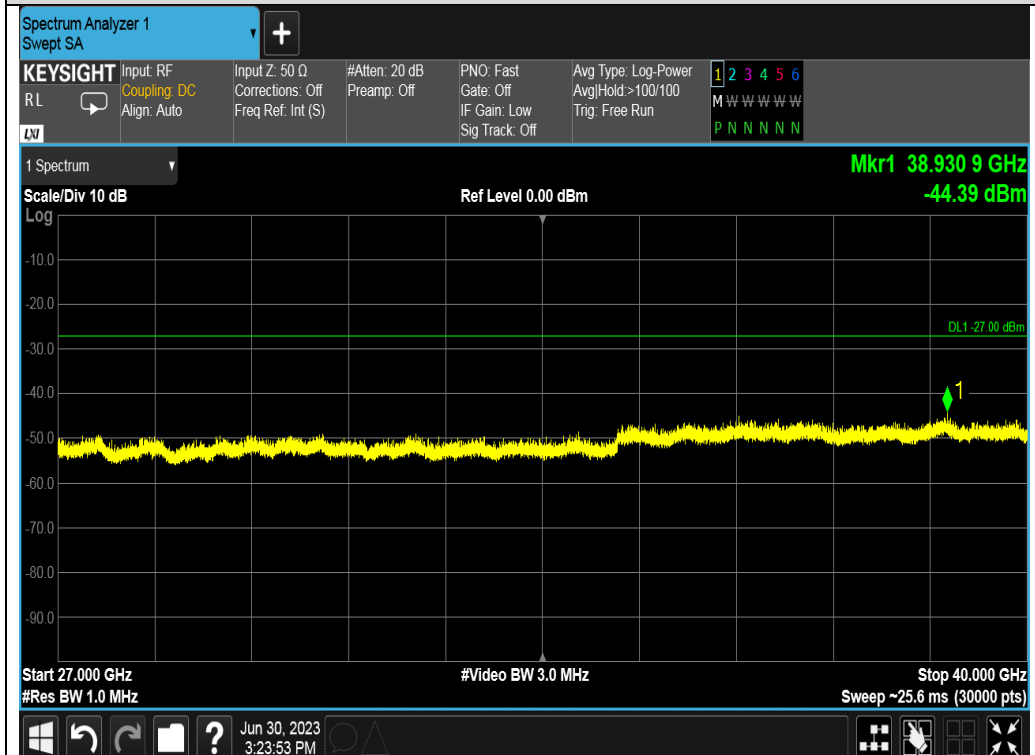 Spectrum Analyzer 1
Swept SA
+
KEYSIGHT
RL
LXI
Input: RF
Coupling: DC
Align: Auto
Input Z: 50 Ω
Corrections: Off
Freq Ref: Int (S)
#Atten: 20 dB
Preamp: Off
PNO: Fast
Gate: Off
IF Gain: Low
Sig Track: Off
Avg Type: Log-Power
Avg|Hold:>100/100
Trig: Free Run
1 2 3 4 5 6
M W W W W W
P N N N N N
1 Spectrum
Mkr1 38.930 9 GHz
-44.39 dBm
Scale/Div 10 dB
Ref Level 0.00 dBm
Log
-10.0
-20.0
DL1 -27.00 dBm
-30.0
-40.0
1
-50.0
-60.0
-70.0
-80.0
-90.0
Start 27.000 GHz
#Video BW 3.0 MHz
Stop 40.000 GHz
#Res BW 1.0 MHz
Sweep ~25.6 ms (30000 pts)
?
Jun 30, 2023
3:23:53 PM